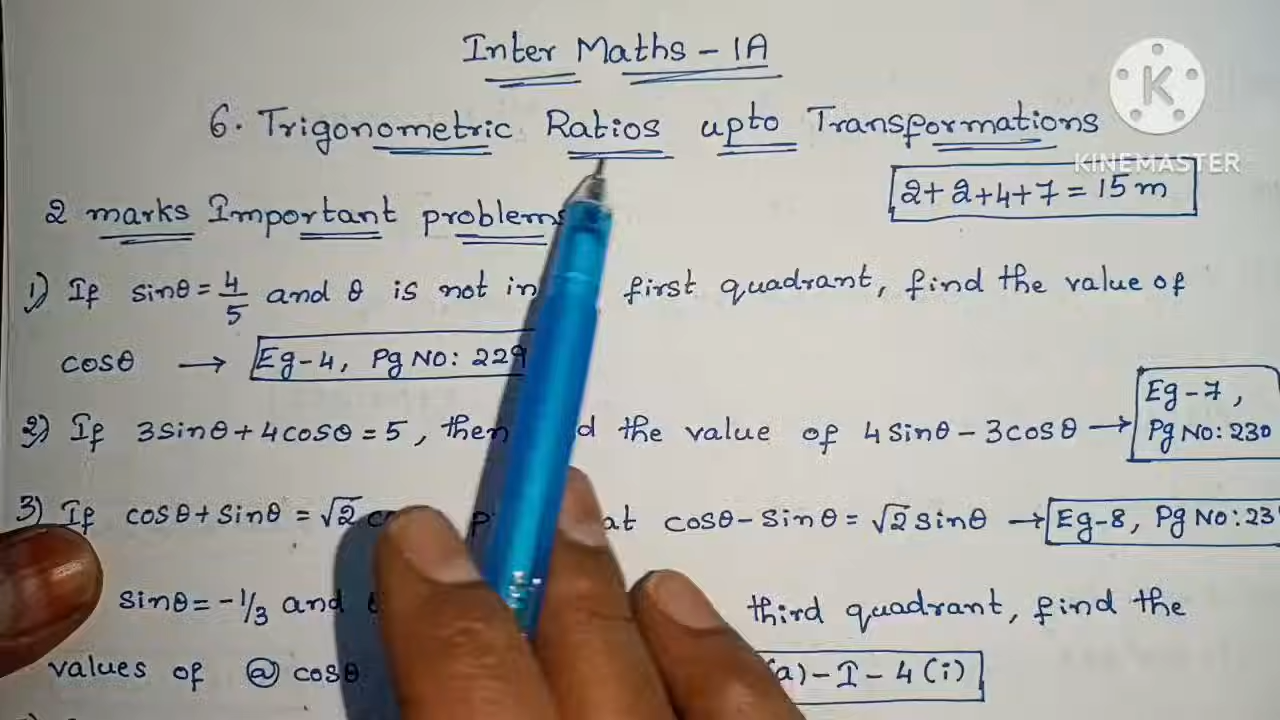 Inter Maths - 1A
K
6. Trigonometric Ratios upto Transformations
KINEMASTER
2 marks Important problems
2+2+4+7 = 15m
1) If sinθ = 4/5 and θ is not in first quadrant, find the value of
cosθ → Eg-4, Pg No: 229
2) If 3sinθ + 4cosθ = 5, then the value of 4sinθ - 3cosθ → Eg-7, Pg No: 230
3) If cosθ + sinθ = √2 cosθ - sinθ = √2 sinθ → Eg-8, Pg No: 23
sinθ = -1/3 and third quadrant, find the
values of ⓐ cosθ (a) - I - 4(i)